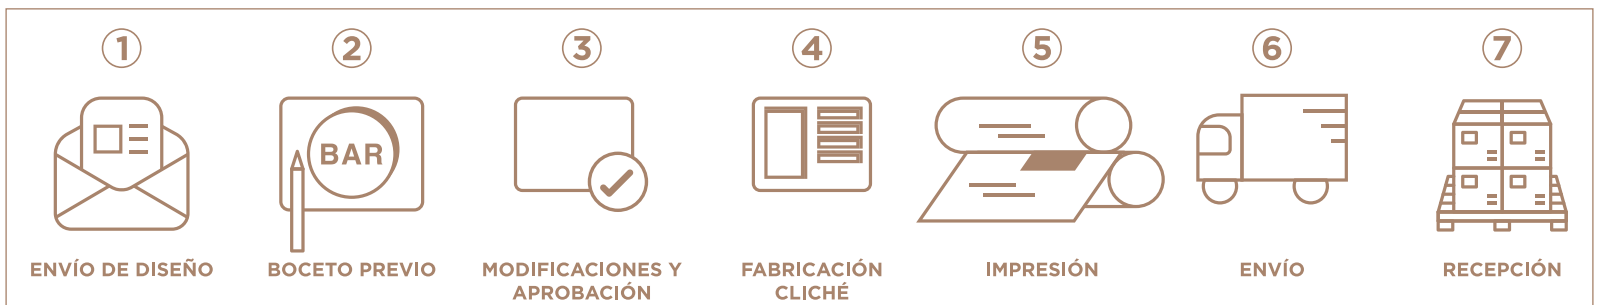 1
2
3
4
5
6
7
BAR
ENVÍO DE DISEÑO
BOCETO PREVIO
MODIFICACIONES Y
APROBACIÓN
FABRICACIÓN
CLICHÉ
IMPRESIÓN
ENVÍO
RECEPCIÓN